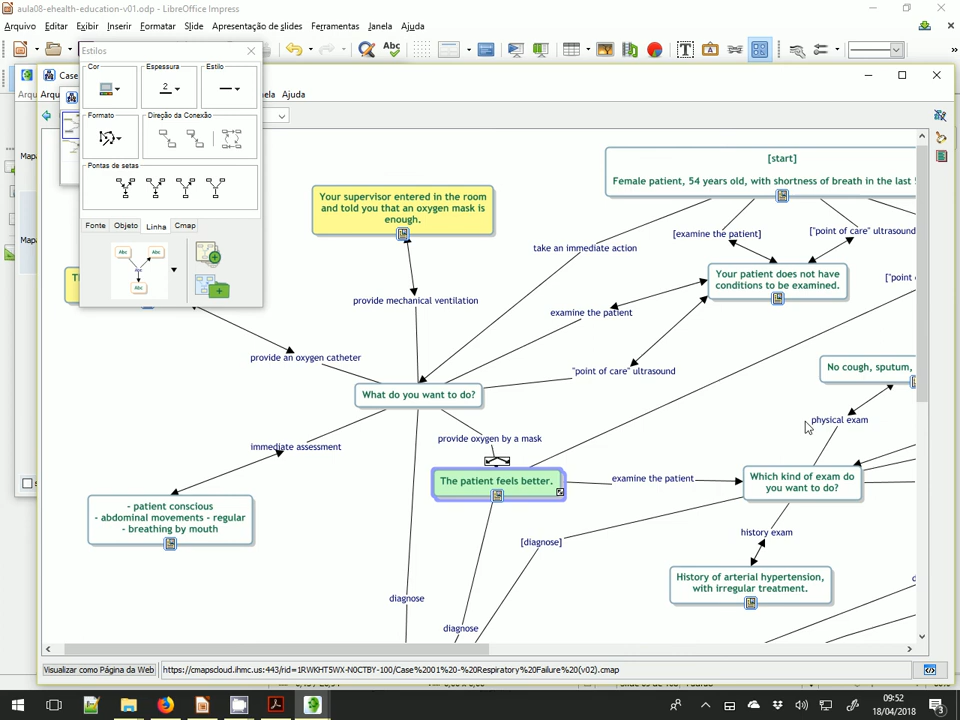 aula08-ehealth-education-v01.odp - LibreOffice Impress
Arquivo Editar Exibir Inserir Formatar Slide Apresentação de slides Ferramentas Janela Ajuda
Abc
Estilos
Case
Arqu
Arqu
nela Ajuda
Cor
Espessura
Estilo
2
Formato
Direção da Conexão
Pontas de setas
Fonte Objeto Linha Cmap
Abc Abc
Abc
Mapa
Mapa
[start]
Female patient, 54 years old, with shortness of breath in the last
Your supervisor entered in the room
and told you that an oxygen mask is
enough.
take an immediate action
[examine the patient]
["point of care" ultrasound
Your patient does not have
conditions to be examined.
["point
provide mechanical ventilation
examine the patient
provide an oxygen catheter
"point of care" ultrasound
No cough, sputum,
What do you want to do?
physical exam
provide oxygen by a mask
immediate assessment
The patient feels better.
examine the patient
Which kind of exam do
you want to do?
- patient conscious
- abdominal movements - regular
- breathing by mouth
[diagnose]
history exam
History of arterial hypertension,
with irregular treatment.
diagnose
diagnose
Visualizar como Página da Web
https://cmapscloud.ihmc.us:443/rid=1RWKHT5WX-N0CTBY-100/Case%2001%20-%20Respiratory%20Failure%20(v02).cmap
09:52
18/04/2018
3